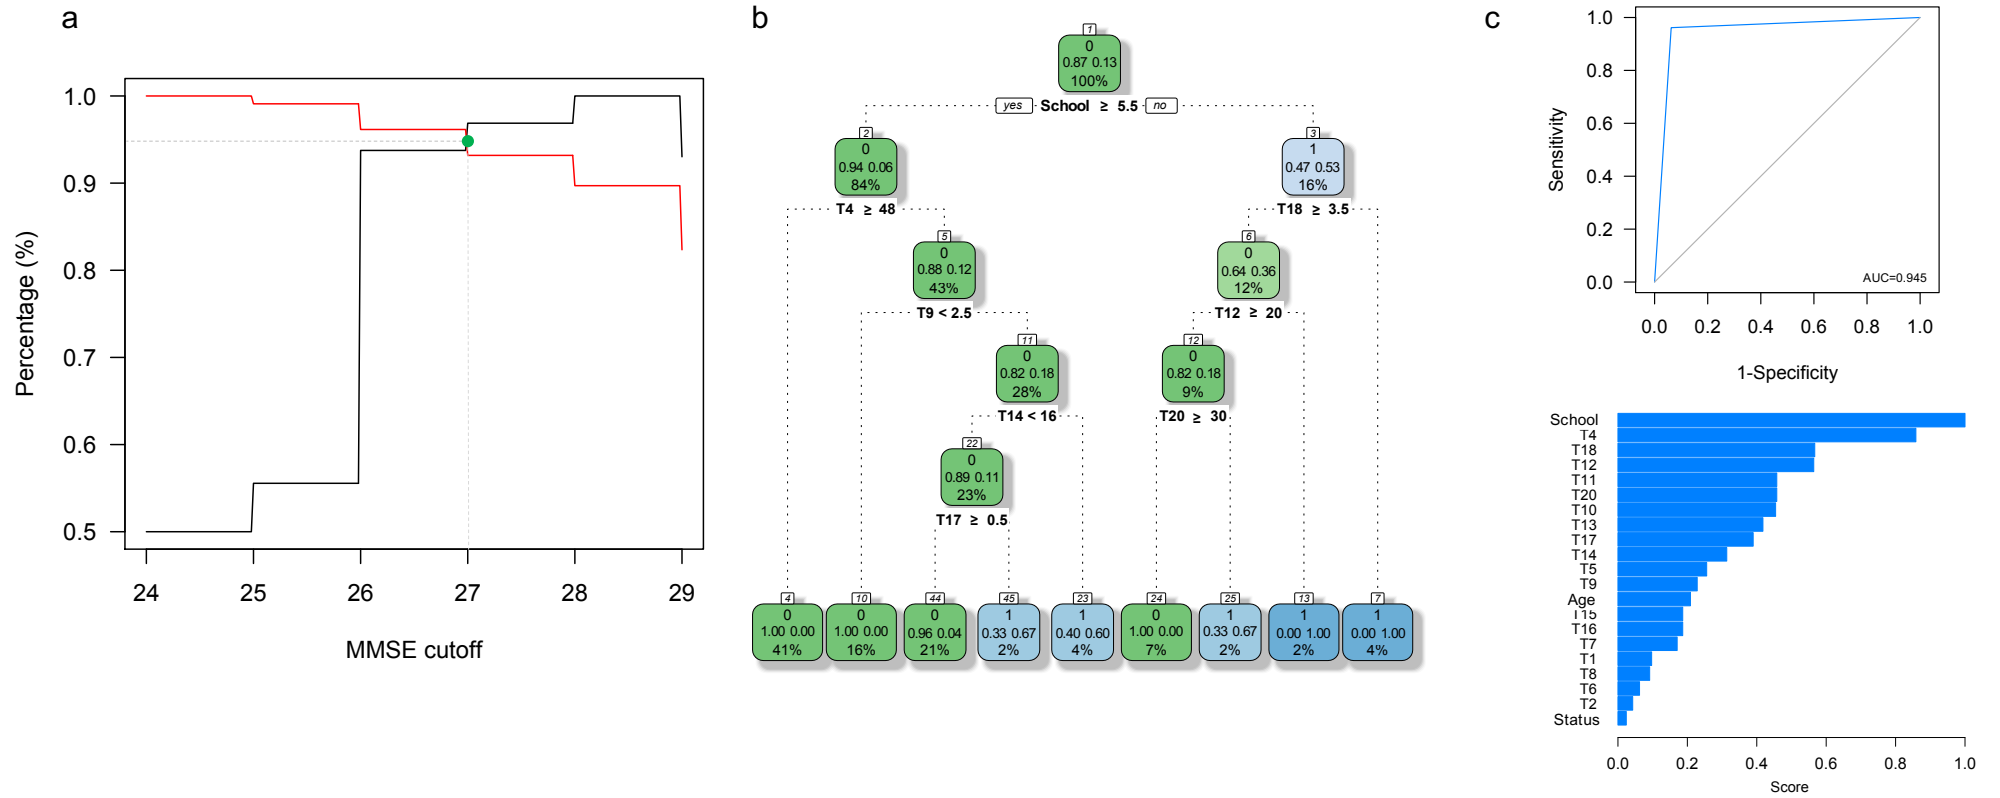 a
1.0
0.9
0.8
0.7
0.6
0.5
Percentage (%)
24 25 26 27 28 29
MMSE cutoff
b
1
0
0.87 0.13
100%
yes School ≥ 5.5 no
2
0
0.94 0.06
84%
T4 ≥ 48
3
1
0.47 0.53
16%
T18 ≥ 3.5
5
0
0.88 0.12
43%
T9 < 2.5
6
0
0.64 0.36
12%
T12 ≥ 20
11
0
0.82 0.18
28%
T14 < 16
12
0
0.82 0.18
9%
T20 ≥ 30
22
0
0.89 0.11
23%
T17 ≥ 0.5
4
0
1.00 0.00
41%
10
0
1.00 0.00
16%
44
0
0.96 0.04
21%
45
1
0.33 0.67
2%
23
1
0.40 0.60
4%
24
0
1.00 0.00
7%
25
1
0.33 0.67
2%
13
1
0.00 1.00
2%
7
1
0.00 1.00
4%
c
1.0
0.8
0.6
0.4
0.2
0.0
Sensitivity
AUC=0.945
0.0 0.2 0.4 0.6 0.8 1.0
1-Specificity
School
T4
T18
T12
T11
T20
T10
T13
T17
T14
T5
T9
Age
T15
T16
T7
T1
T8
T6
T2
Status
0.0 0.2 0.4 0.6 0.8 1.0
Score